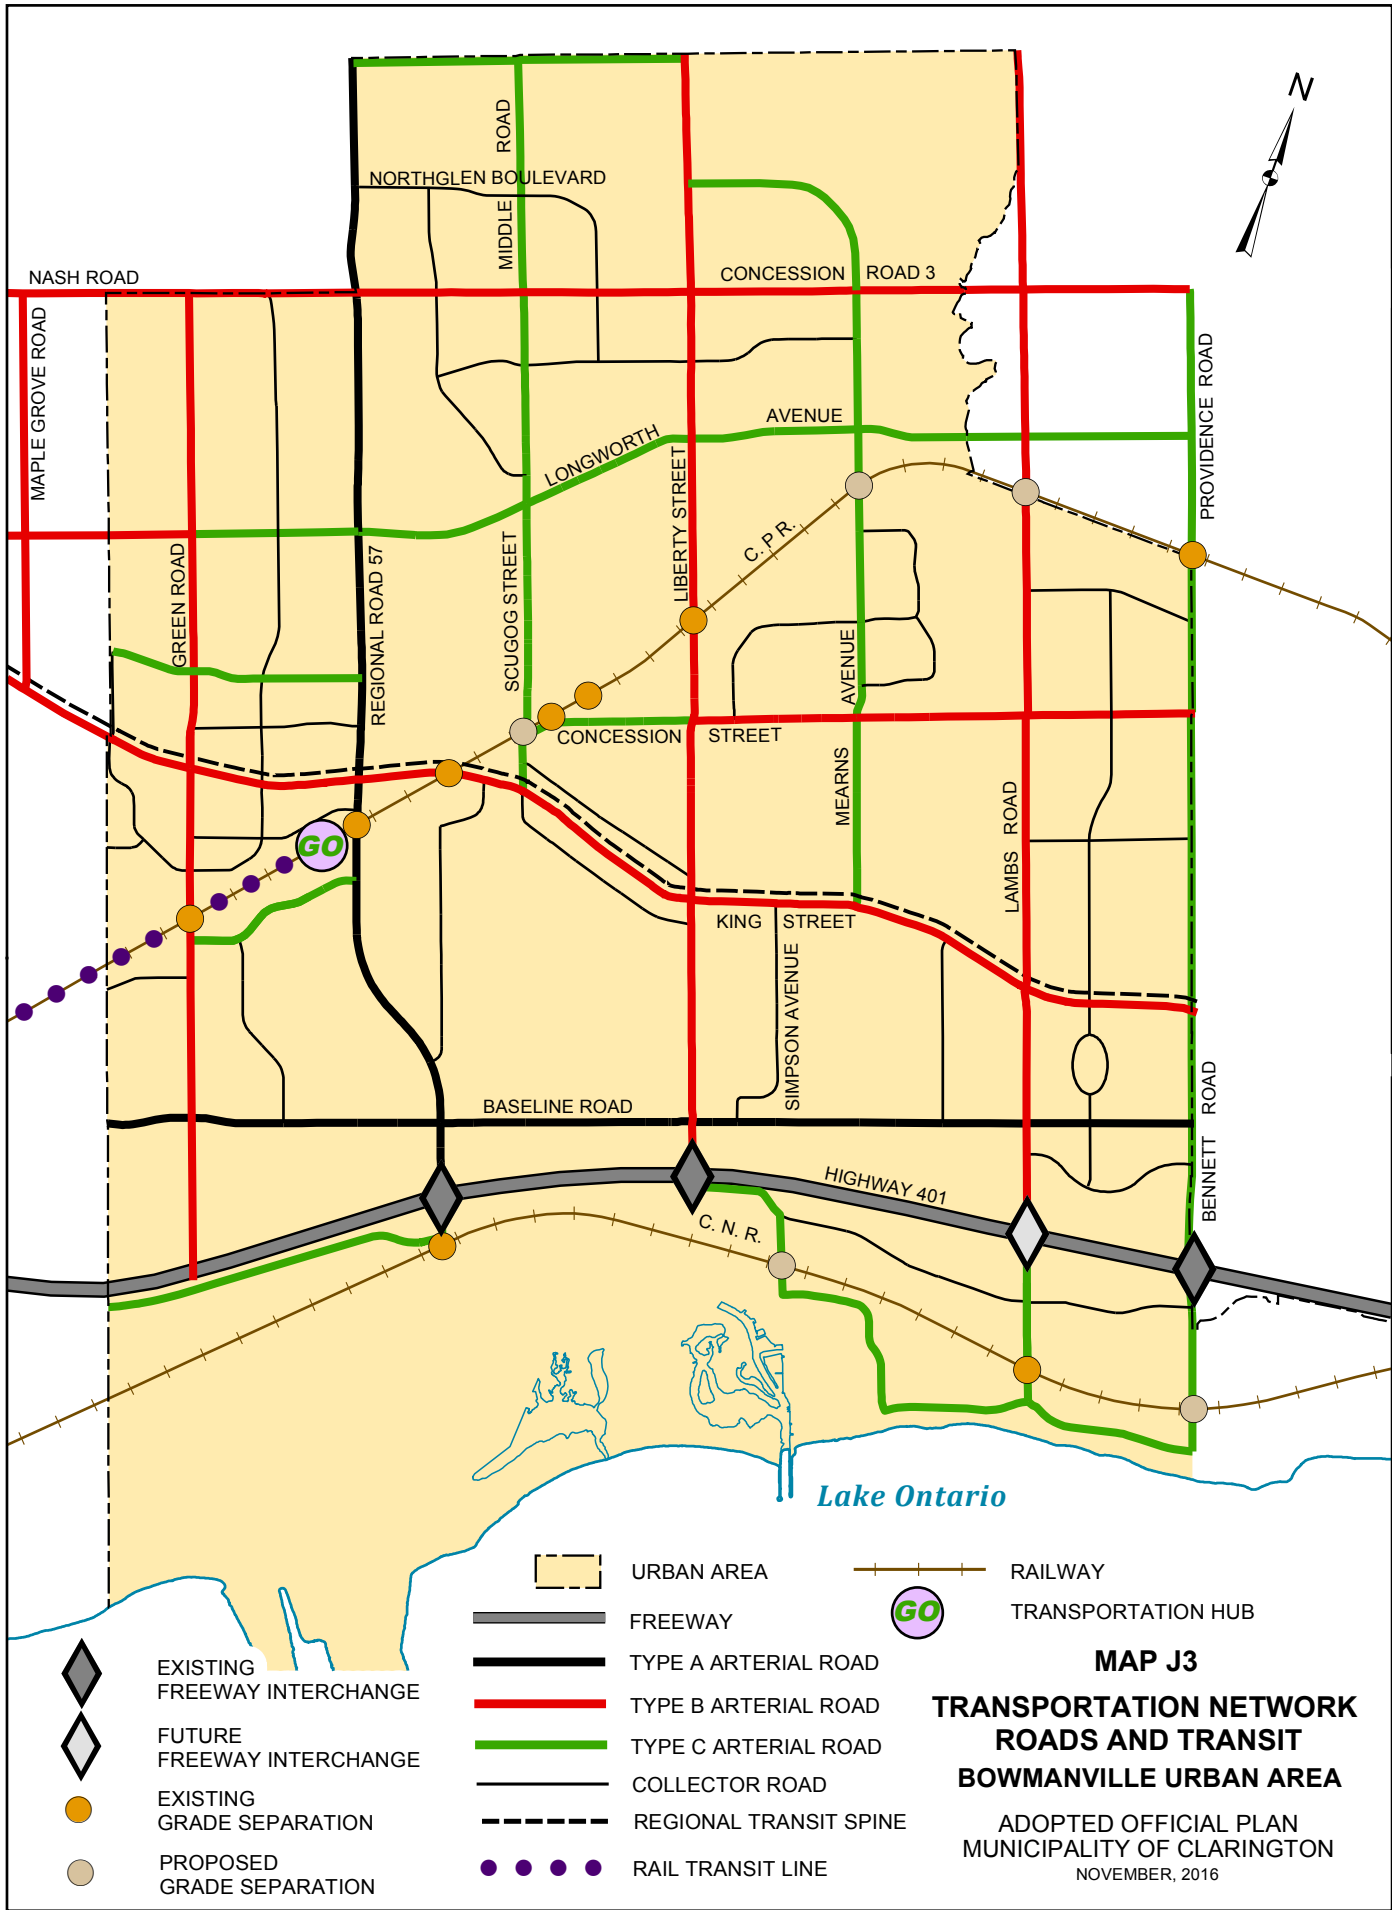 N
MIDDLE ROAD
NORTHGLEN BOULEVARD
NASH ROAD
CONCESSION ROAD 3
MAPLE GROVE ROAD
PROVIDENCE ROAD
LONGWORTH AVENUE
LIBERTY STREET
C. P R.
SCUGOG STREET
GREEN ROAD
REGIONAL ROAD 57
CONCESSION STREET
MEARNS AVENUE
LAMBS ROAD
GO
KING STREET
SIMPSON AVENUE
BASELINE ROAD
BENNETT ROAD
HIGHWAY 401
C. N. R.
Lake Ontario
URBAN AREA
FREEWAY
TYPE A ARTERIAL ROAD
TYPE B ARTERIAL ROAD
TYPE C ARTERIAL ROAD
COLLECTOR ROAD
REGIONAL TRANSIT SPINE
RAIL TRANSIT LINE
RAILWAY
GO
TRANSPORTATION HUB
EXISTING
FREEWAY INTERCHANGE
FUTURE
FREEWAY INTERCHANGE
EXISTING
GRADE SEPARATION
PROPOSED
GRADE SEPARATION
MAP J3
TRANSPORTATION NETWORK
ROADS AND TRANSIT
BOWMANVILLE URBAN AREA
ADOPTED OFFICIAL PLAN
MUNICIPALITY OF CLARINGTON
NOVEMBER, 2016